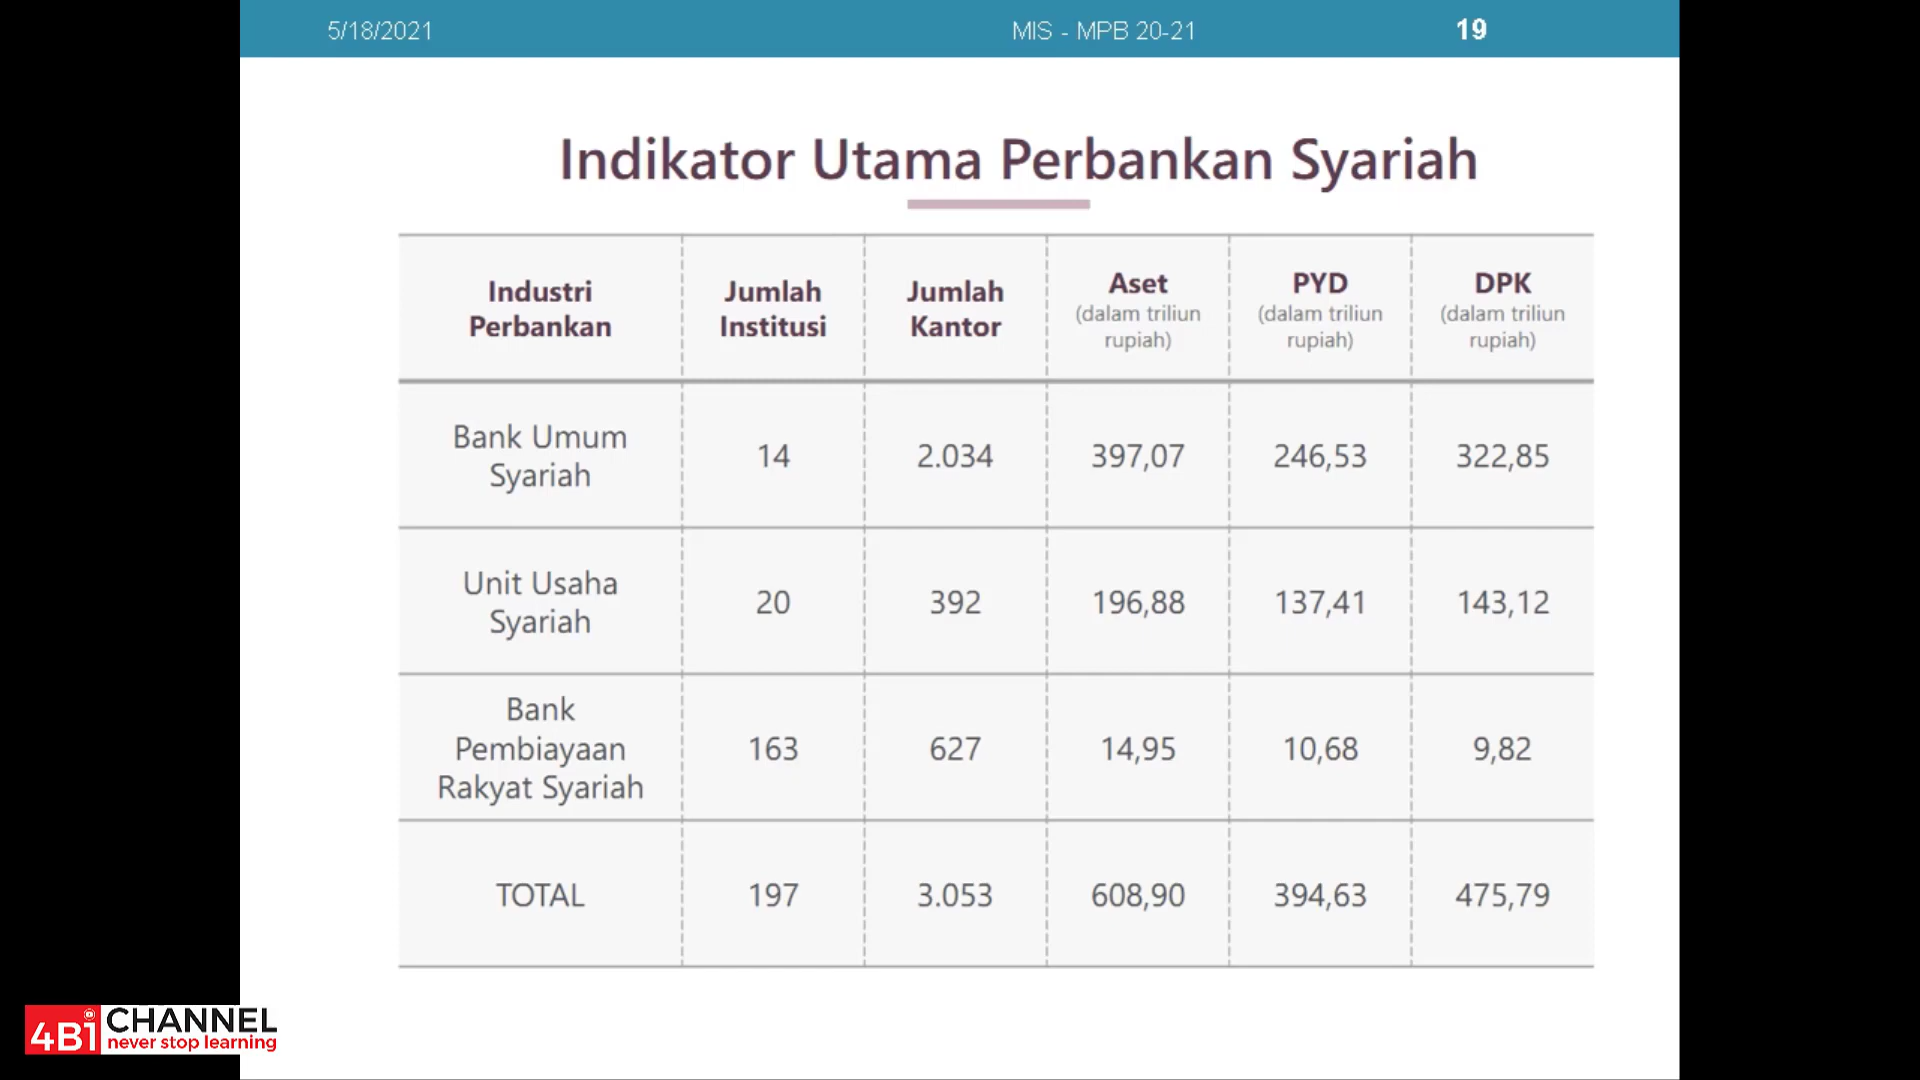 5/18/2021
MIS - MPB 20-21
19
Indikator Utama Perbankan Syariah
Industri
Perbankan
Jumlah
Institusi
Jumlah
Kantor
Aset
(dalam triliun
rupiah)
PYD
(dalam triliun
rupiah)
DPK
(dalam triliun
rupiah)
Bank Umum
Syariah
14
2.034
397,07
246,53
322,85
Unit Usaha
Syariah
20
392
196,88
137,41
143,12
Bank
Pembiayaan
Rakyat Syariah
163
627
14,95
10,68
9,82
TOTAL
197
3.053
608,90
394,63
475,79
4Bi
CHANNEL
never stop learning